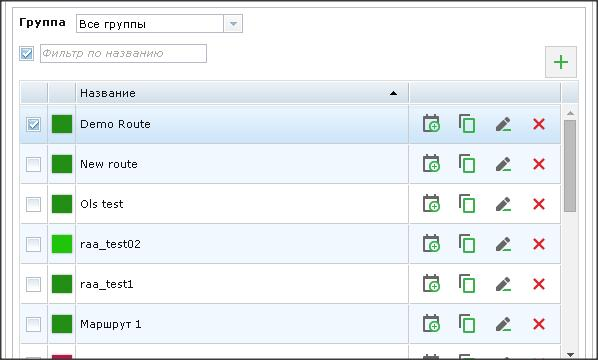 Группа Все группы
Фильтр по названию
Название
Demo Route
New route
Ols test
raa_test02
raa_test1
Маршрут 1